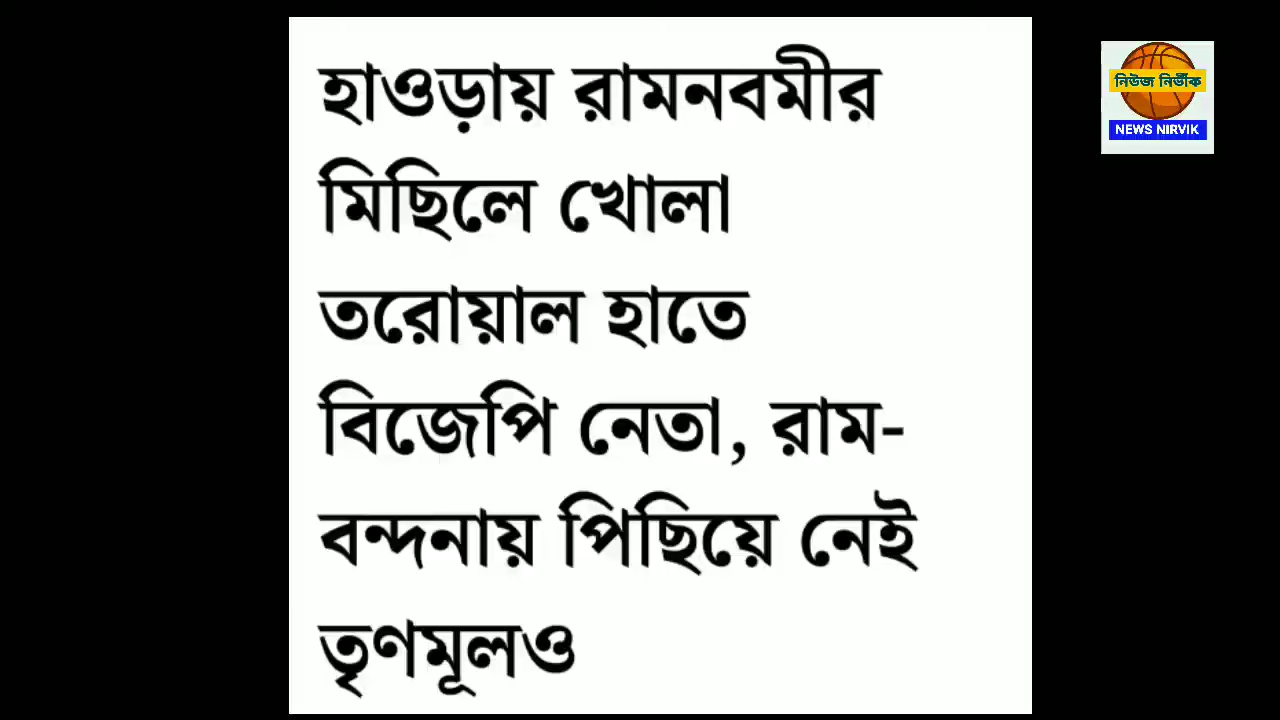 হাওড়ায় রামনবমীর
মিছিলে খোলা
তরোয়াল হাতে
বিজেপি নেতা, রাম-
বন্দনায় পিছিয়ে নেই
তৃণমূলও
নিউজ নির্ভীক
NEWS NIRVIK